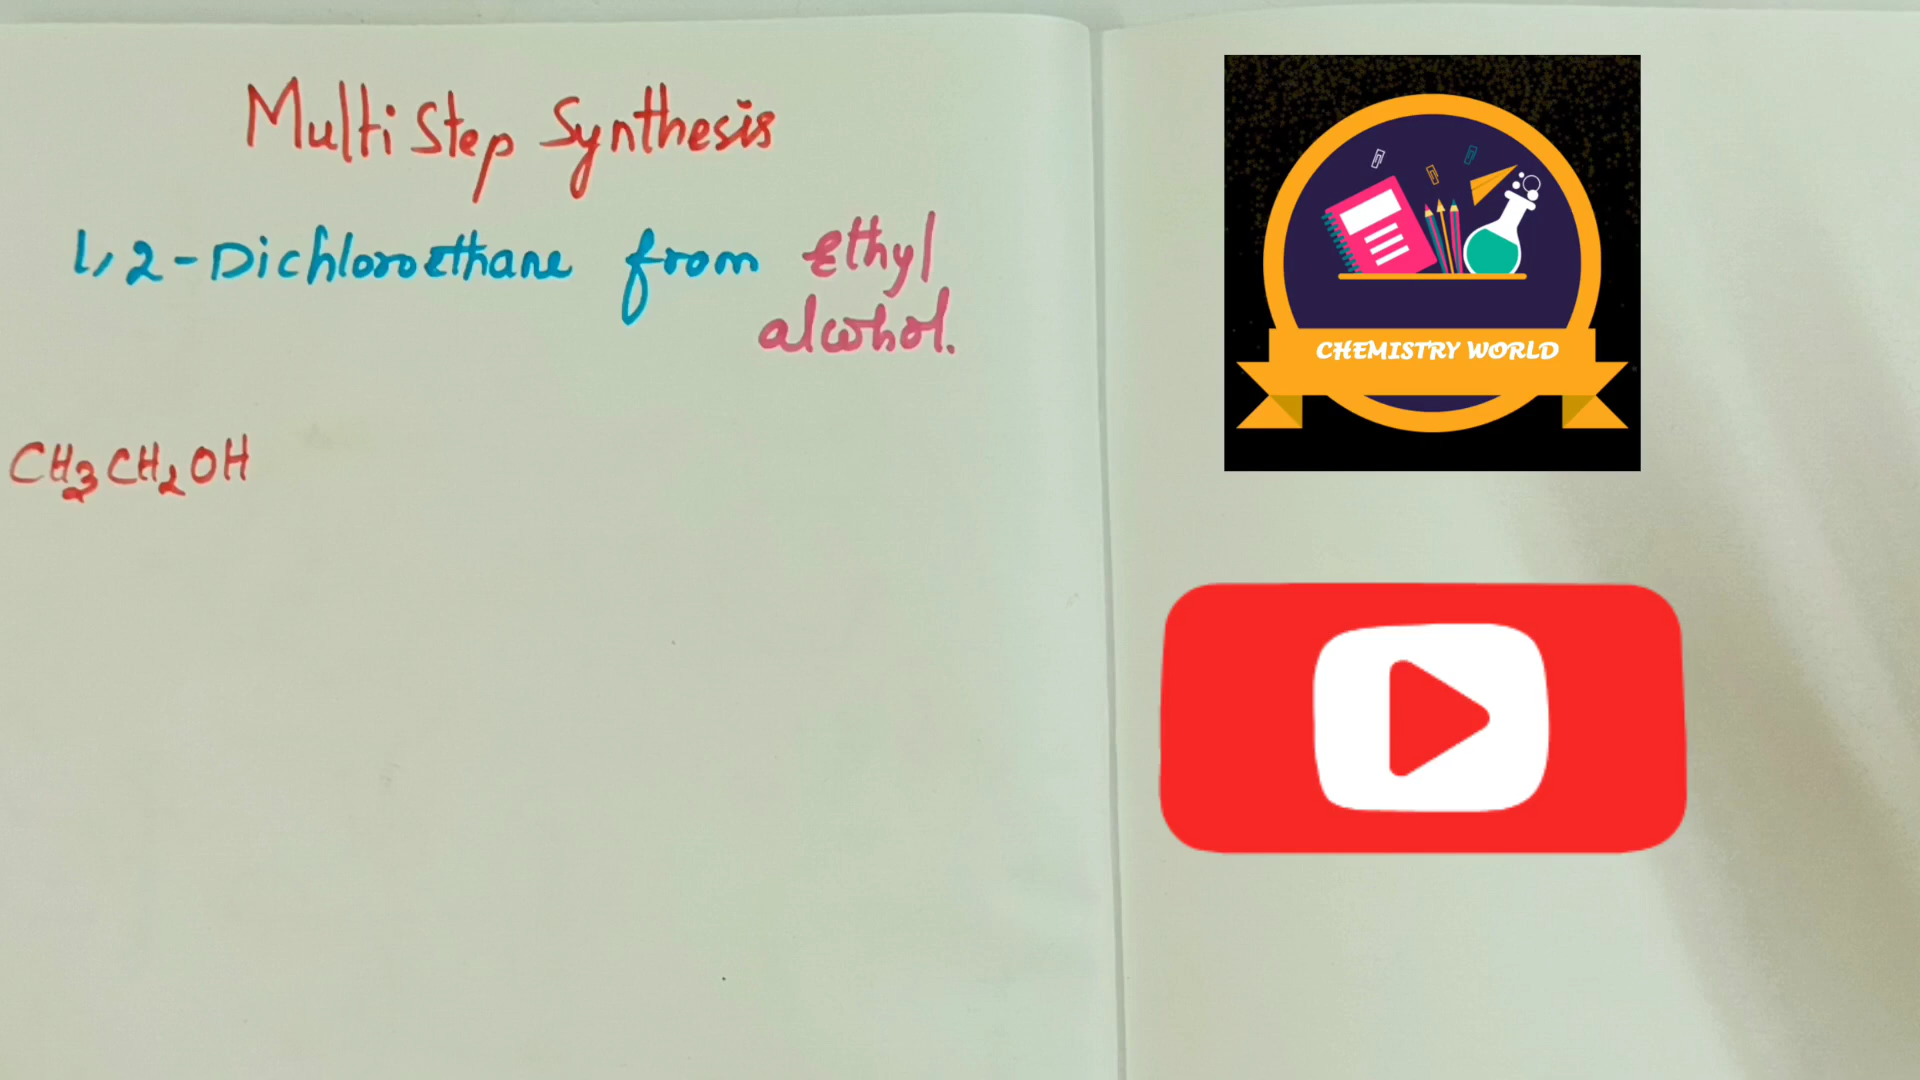 Multi Step Synthesis
1,2-Dichloroethane from Ethyl
alcohol.
CH3CH2OH
CHEMISTRY WORLD